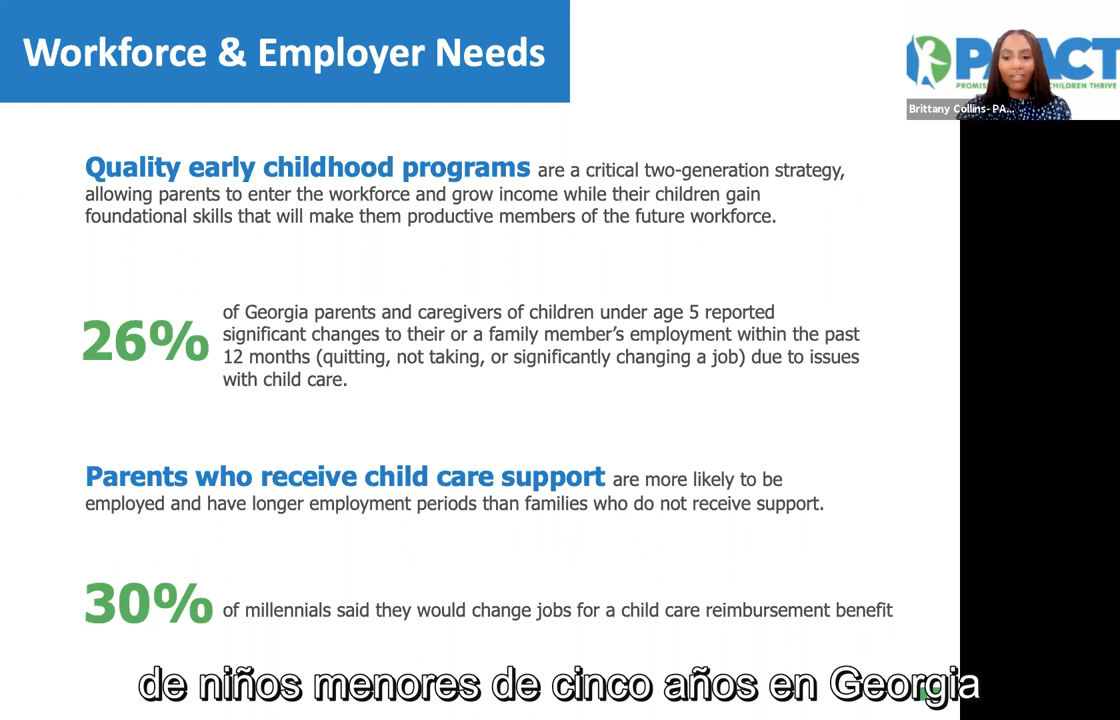 Workforce & Employer Needs
PACT
PROMIS
CHILDREN THRIVE
Brittany Collins- PA...
Quality early childhood programs are a critical two-generation strategy,
allowing parents to enter the workforce and grow income while their children gain
foundational skills that will make them productive members of the future workforce.
26%
of Georgia parents and caregivers of children under age 5 reported
significant changes to their or a family member’s employment within the past
12 months (quitting, not taking, or significantly changing a job) due to issues
with child care.
Parents who receive child care support are more likely to be
employed and have longer employment periods than families who do not receive support.
30%
of millennials said they would change jobs for a child care reimbursement benefit
de niños menores de cinco años en Georgia